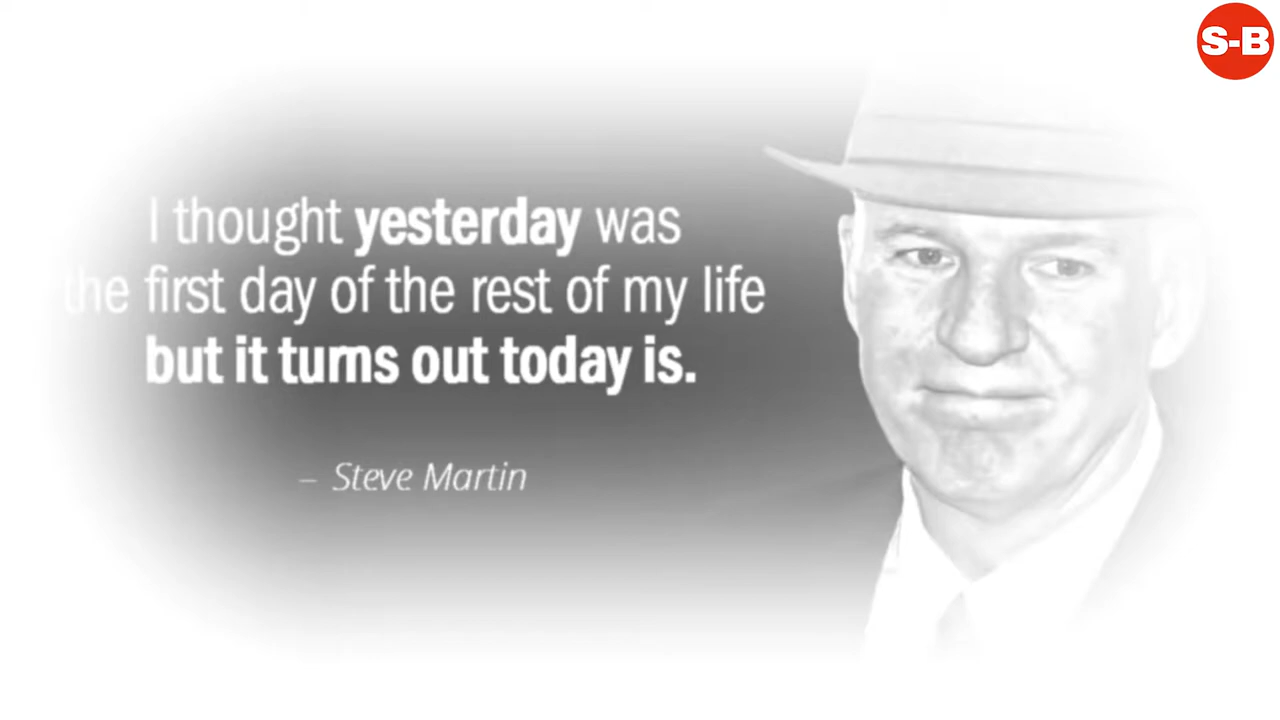 S-B
I thought yesterday was
the first day of the rest of my life
but it turns out today is.
– Steve Martin